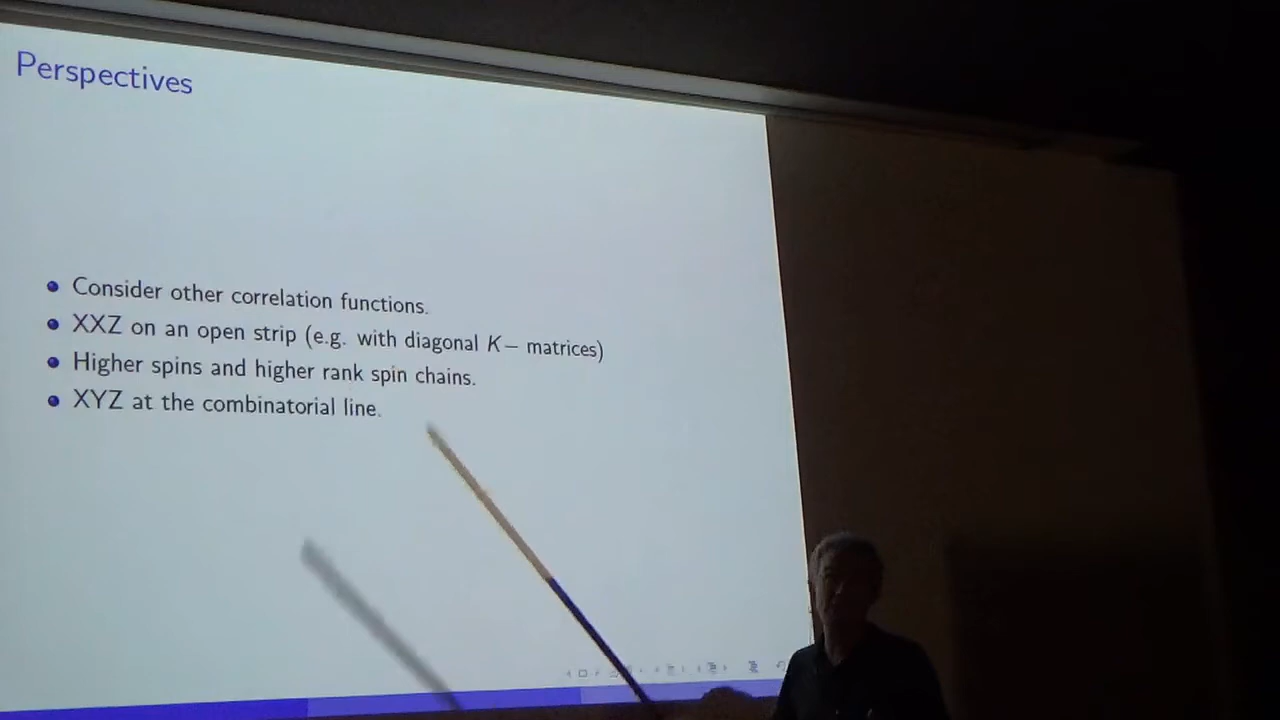 Perspectives
Consider other correlation functions.
XXZ on an open strip (e.g. with diagonal K− matrices)
Higher spins and higher rank spin chains.
XYZ at the combinatorial line.